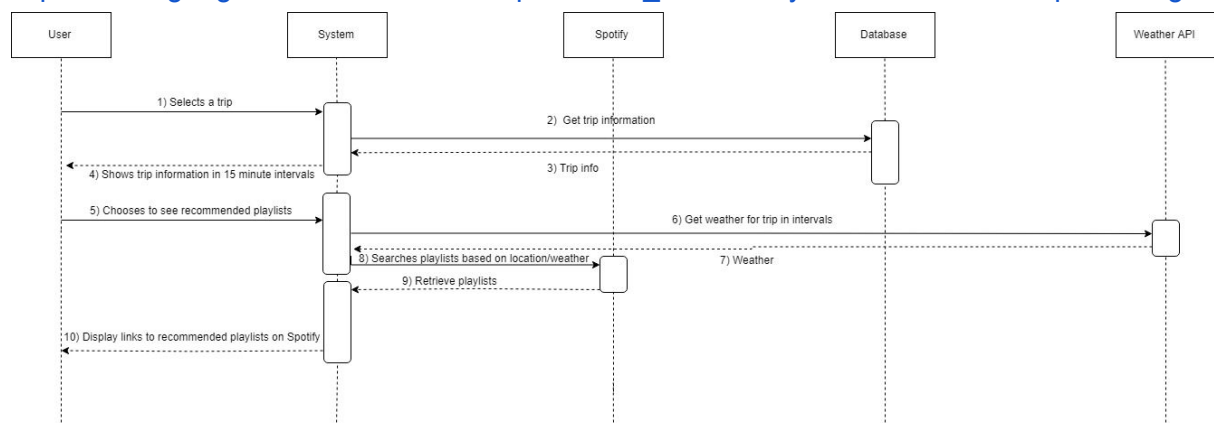 User
System
Spotify
Database
Weather API
1) Selects a trip
2) Get trip information
3) Trip info
4) Shows trip information in 15 minute intervals
5) Chooses to see recommended playlists
6) Get weather for trip in intervals
7) Weather
8) Searches playlists based on location/weather
9) Retrieve playlists
10) Display links to recommended playlists on Spotify